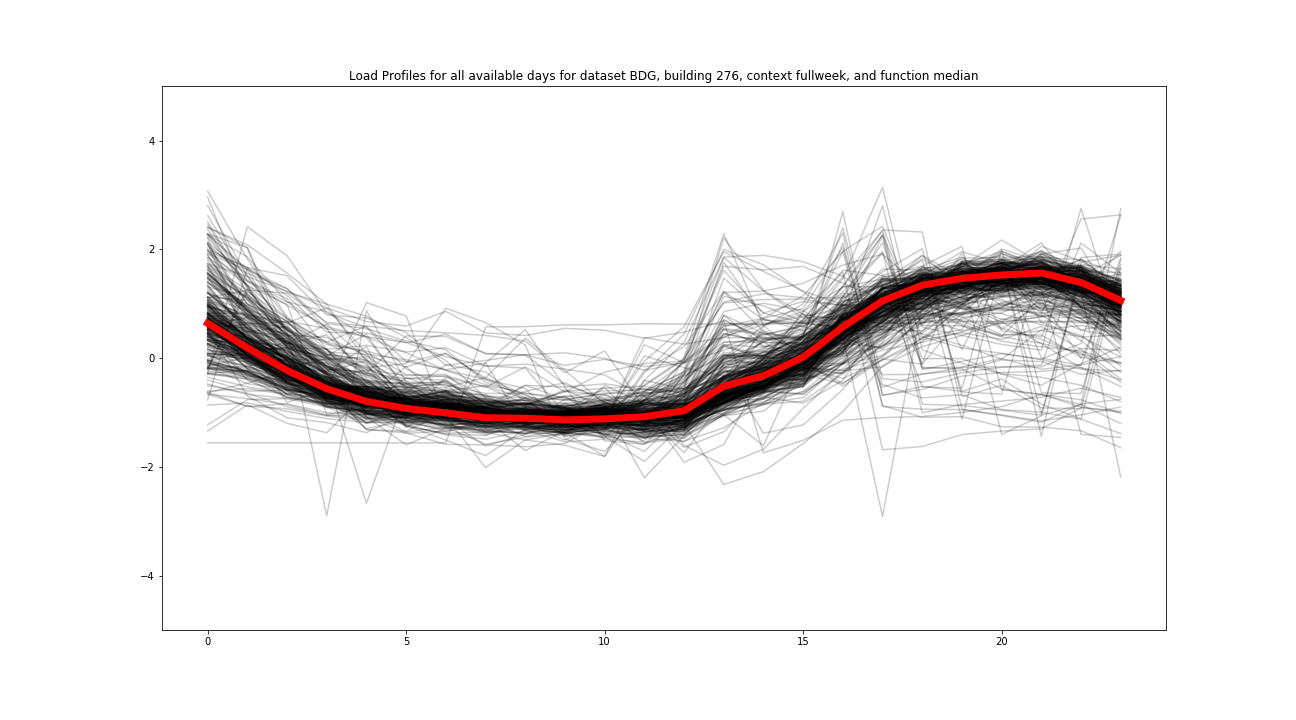 Load Profiles for all available days for dataset BDG, building 276, context fullweek, and function median
4
2
0
−2
−4
0 5 10 15 20